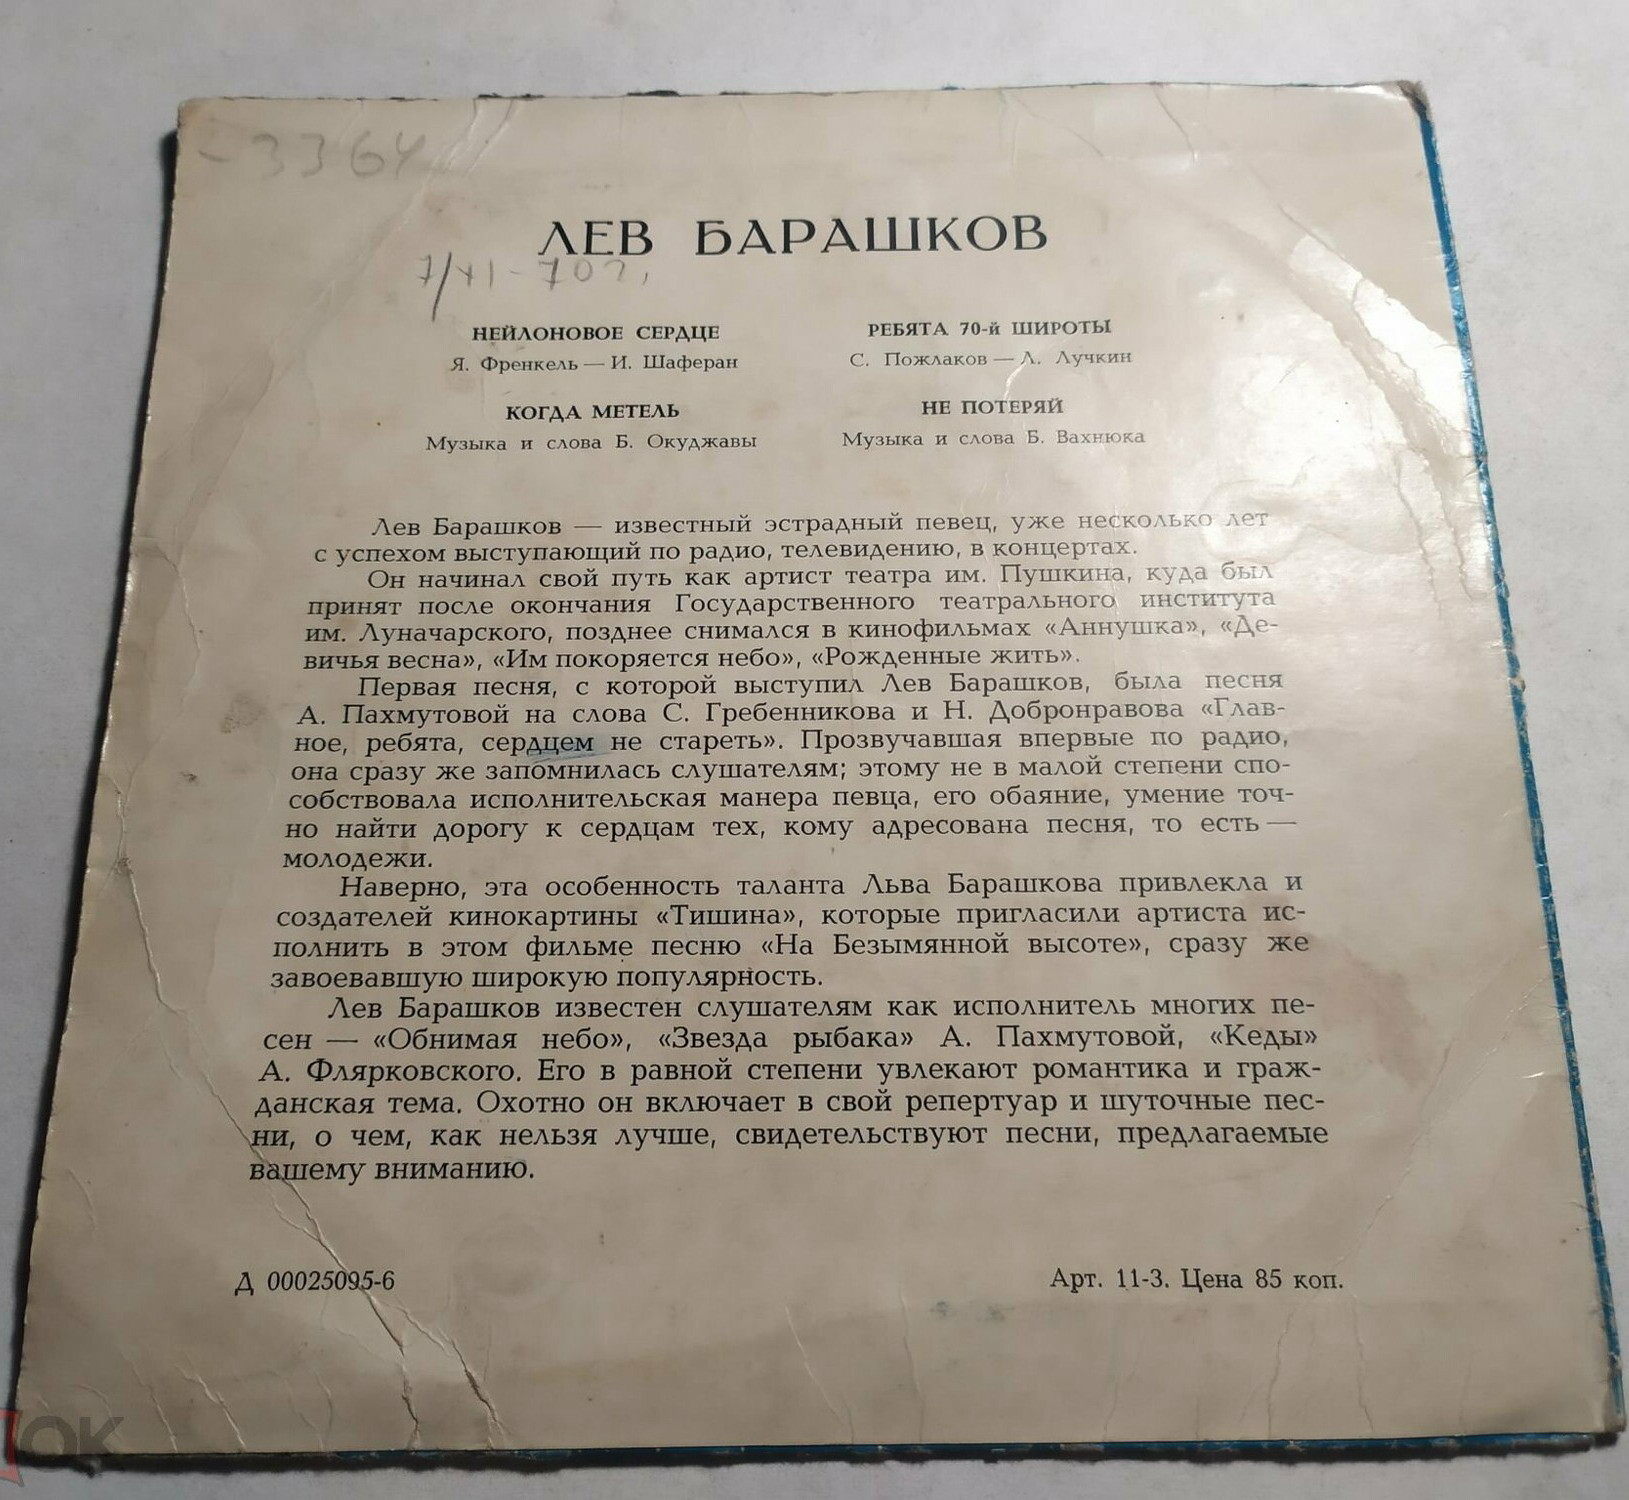 -3364
ЛЕВ БАРАШКОВ
7/XI-70г.
НЕЙЛОНОВОЕ СЕРДЦЕ
Я. Френкель — И. Шаферан
КОГДА МЕТЕЛЬ
Музыка и слова Б. Окуджавы
РЕБЯТА 70-й ШИРОТЫ
С. Пожлаков — Л. Лучкин
НЕ ПОТЕРЯЙ
Музыка и слова Б. Вахнюка
Лев Барашков — известный эстрадный певец, уже несколько лет
с успехом выступающий по радио, телевидению, в концертах.
Он начинал свой путь как артист театра им. Пушкина, куда был
принят после окончания Государственного театрального института
им. Луначарского, позднее снимался в кинофильмах «Аннушка», «Де-
вичья весна», «Им покоряется небо», «Рожденные жить».
Первая песня, с которой выступил Лев Барашков, была песня
А. Пахмутовой на слова С. Гребенникова и Н. Добронравова «Глав-
ное, ребята, сердцем не стареть». Прозвучавшая впервые по радио,
она сразу же запомнилась слушателям; этому не в малой степени спо-
собствовала исполнительская манера певца, его обаяние, умение точ-
но найти дорогу к сердцам тех, кому адресована песня, то есть —
молодежи.
Наверно, эта особенность таланта Льва Барашкова привлекла и
создателей кинокартины «Тишина», которые пригласили артиста ис-
полнить в этом фильме песню «На Безымянной высоте», сразу же
завоевавшую широкую популярность.
Лев Барашков известен слушателям как исполнитель многих пе-
сен — «Обнимая небо», «Звезда рыбака» А. Пахмутовой, «Кеды»
А. Флярковского. Его в равной степени увлекают романтика и граж-
данская тема. Охотно он включает в свой репертуар и шуточные пес-
ни, о чем, как нельзя лучше, свидетельствуют песни, предлагаемые
вашему вниманию.
Д 00025095-6
Арт. 11-3. Цена 85 коп.
ОК